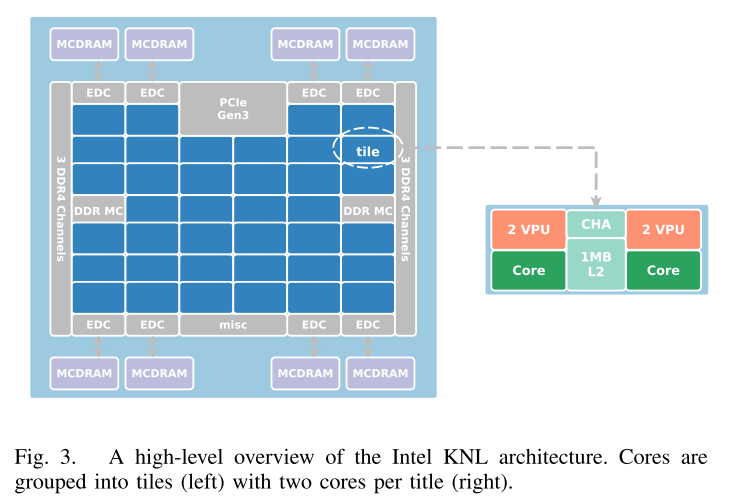 MCDRAM MCDRAM MCDRAM MCDRAM
EDC EDC PCIe Gen3 EDC EDC
tile
3 DDR4 Channels
3 DDR4 Channels
DDR MC DDR MC
EDC EDC misc EDC EDC
MCDRAM MCDRAM MCDRAM MCDRAM
2 VPU CHA 2 VPU
Core 1MB L2 Core
Fig. 3. A high-level overview of the Intel KNL architecture. Cores are
grouped into tiles (left) with two cores per title (right).